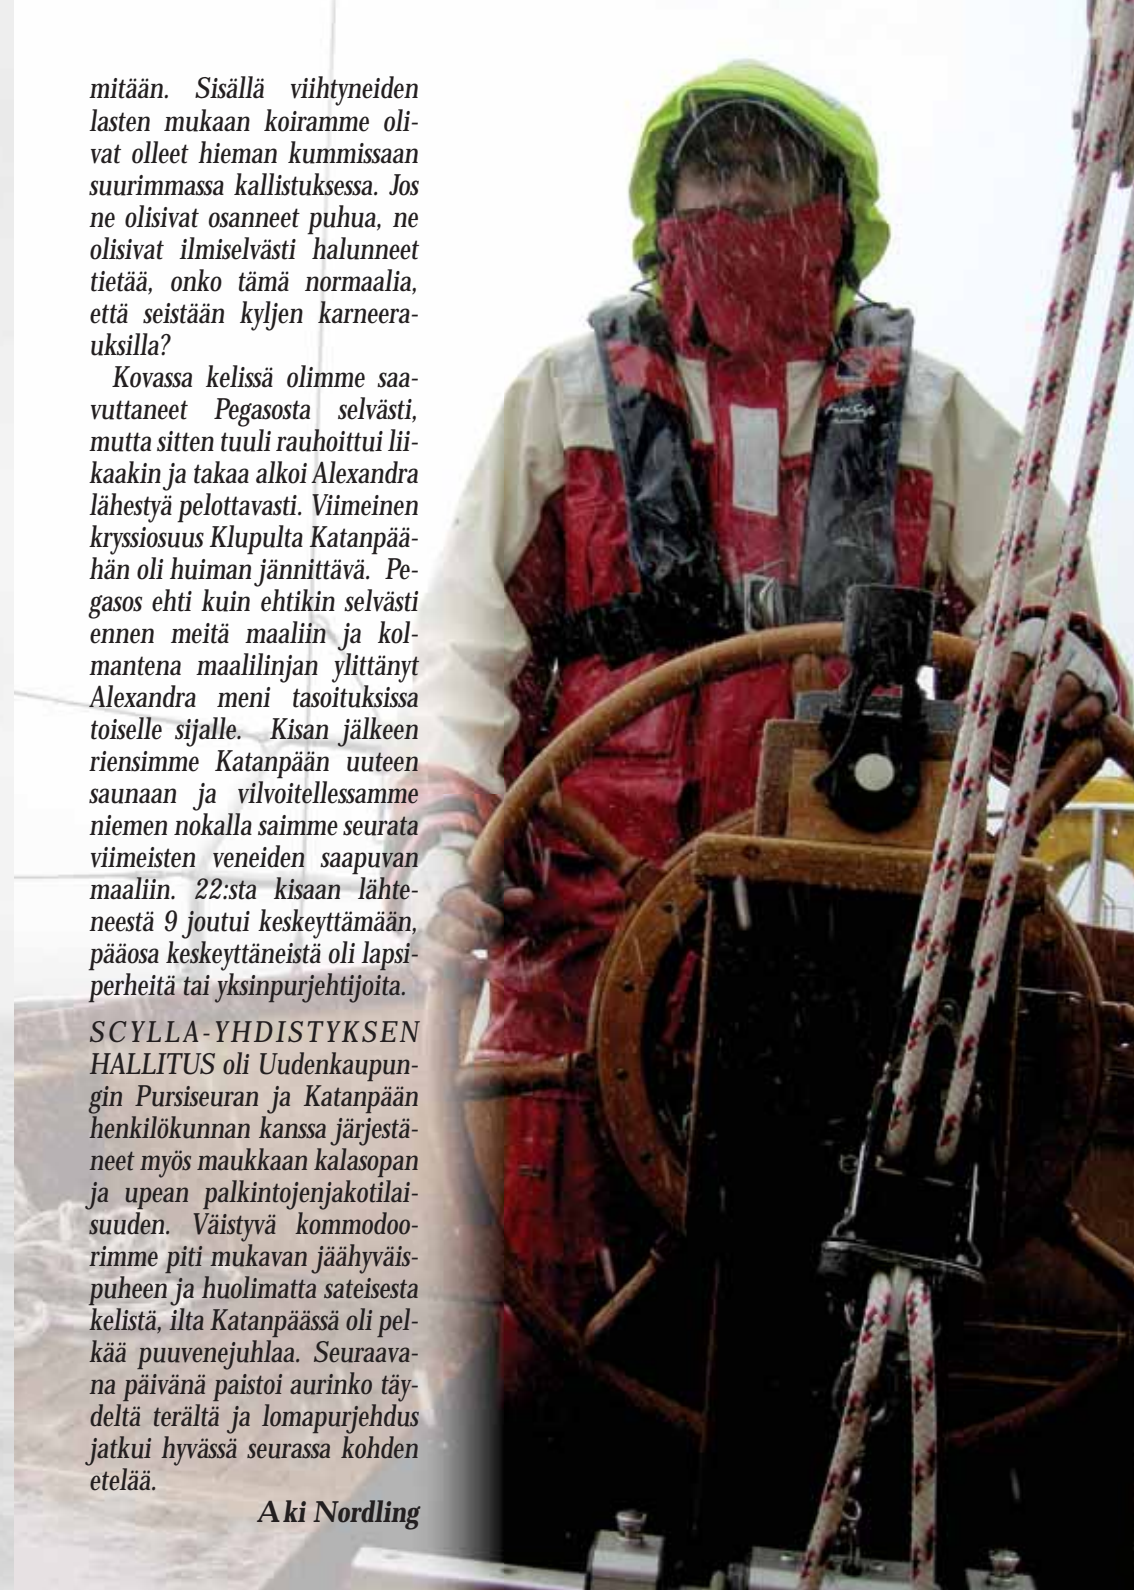 mitään. Sisällä viihtyneiden
lasten mukaan koiramme oli-
vat olleet hieman kummissaan
suurimmassa kallistuksessa. Jos
ne olisivat osanneet puhua, ne
olisivat ilmiselvästi halunneet
tietää, onko tämä normaalia,
että seistään kyljen karneera-
uksilla?
Kovassa kelissä olimme saa-
vuttaneet Pegasosta selvästi,
mutta sitten tuuli rauhoittui lii-
kaakin ja takaa alkoi Alexandra
lähestyä pelottavasti. Viimeinen
kryssiosuus Klupulta Katanpää-
hän oli huiman jännittävä. Pe-
gasos ehti kuin ehtikin selvästi
ennen meitä maaliin ja kol-
mantena maalilinjan ylittänyt
Alexandra meni tasoituksissa
toiselle sijalle. Kisan jälkeen
riensimme Katanpään uuteen
saunaan ja vilvoitellessamme
niemen nokalla saimme seurata
viimeisten veneiden saapuvan
maaliin. 22:sta kisaan lähte-
neestä 9 joutui keskeyttämään,
pääosa keskeyttäneistä oli lapsi-
perheitä tai yksinpurjehtijoita.
SCYLLA-YHDISTYKSEN
HALLITUS oli Uudenkaupun-
gin Pursiseuran ja Katanpään
henkilökunnan kanssa järjestä-
neet myös maukkaan kalasopan
ja upean palkintojenjakotilai-
suuden. Väistyvä kommodoo-
rimme piti mukavan jäähyväis-
puheen ja huolimatta sateisesta
kelistä, ilta Katanpäässä oli pel-
kää puuvenejuhlaa. Seuraava-
na päivänä paistoi aurinko täy-
deltä terältä ja lomapurjehdus
jatkui hyvässä seurassa kohden
etelää.
Aki Nordling